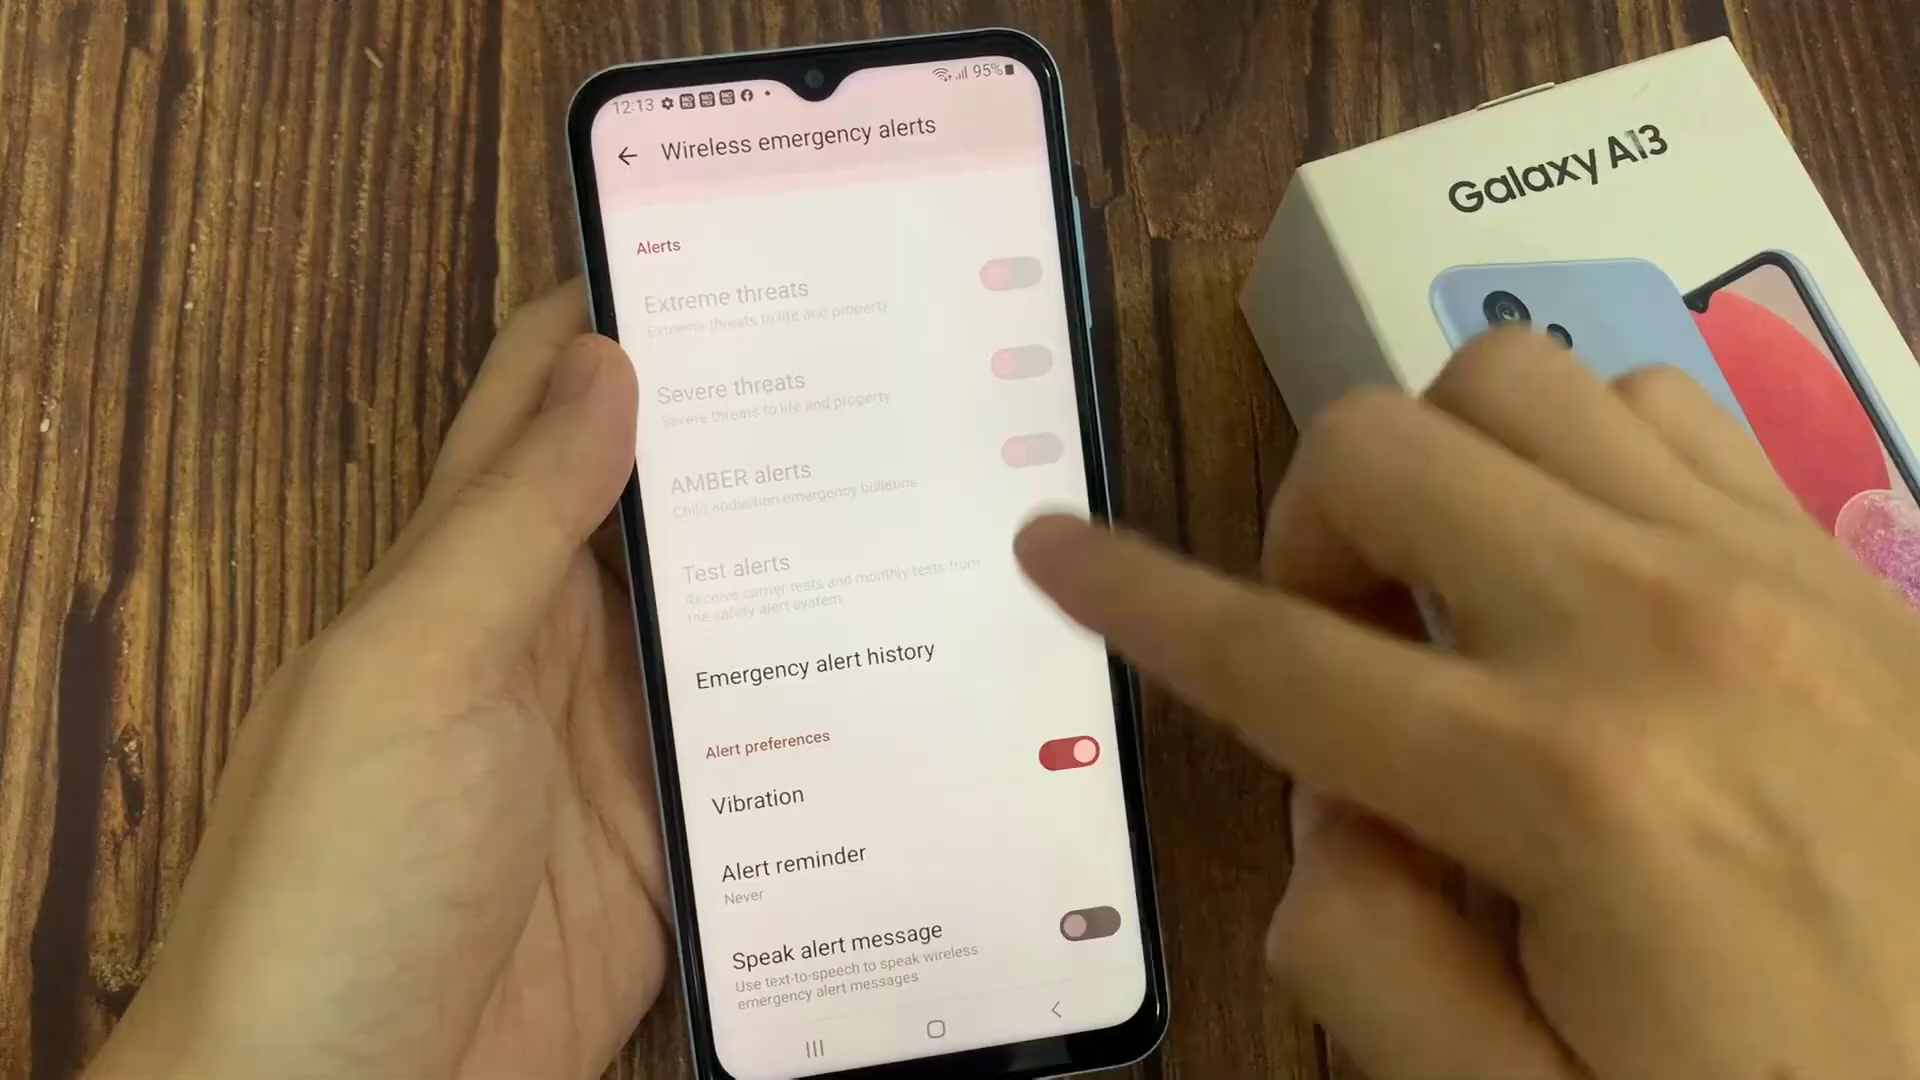 12:13
95%
Wireless emergency alerts
Alerts
Extreme threats
Extreme threats to life and property
Severe threats
Severe threats to life and property
AMBER alerts
Child abduction emergency bulletins
Test alerts
Receive carrier tests and monthly tests from
the safety alert system
Emergency alert history
Alert preferences
Vibration
Alert reminder
Never
Speak alert message
Use text-to-speech to speak wireless
emergency alert messages
Galaxy A13